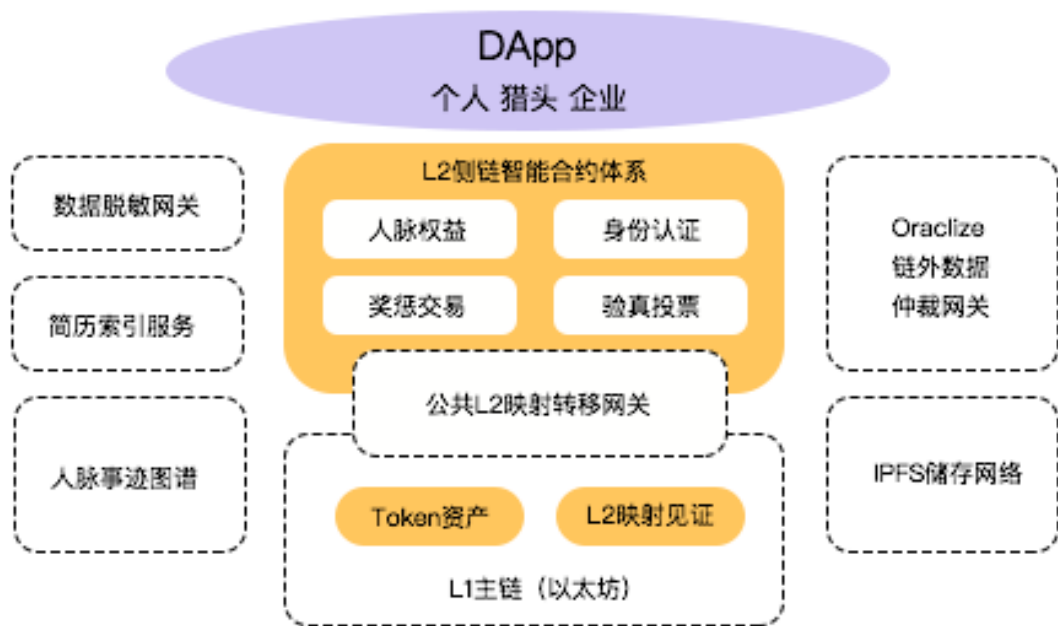 DApp
个人 猎头 企业
数据脱敏网关
简历索引服务
人脉事迹图谱
L2侧链智能合约体系
人脉权益
身份认证
奖惩交易
验真投票
公共L2映射转移网关
Token资产
L2映射见证
L1主链（以太坊）
Oraclize
链外数据
仲裁网关
IPFS储存网络